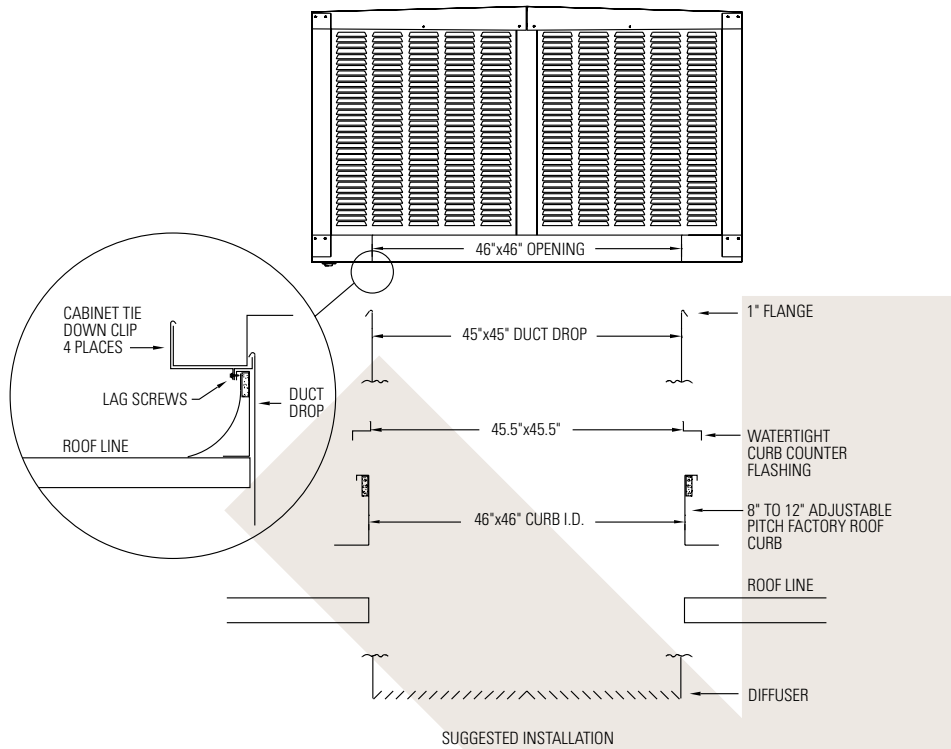 46"x46" OPENING
CABINET TIE
DOWN CLIP
4 PLACES
LAG SCREWS
DUCT
DROP
ROOF LINE
1" FLANGE
45"x45" DUCT DROP
45.5"x45.5"
WATERTIGHT
CURB COUNTER
FLASHING
46"x46" CURB I.D.
8" TO 12" ADJUSTABLE
PITCH FACTORY ROOF
CURB
ROOF LINE
DIFFUSER
SUGGESTED INSTALLATION